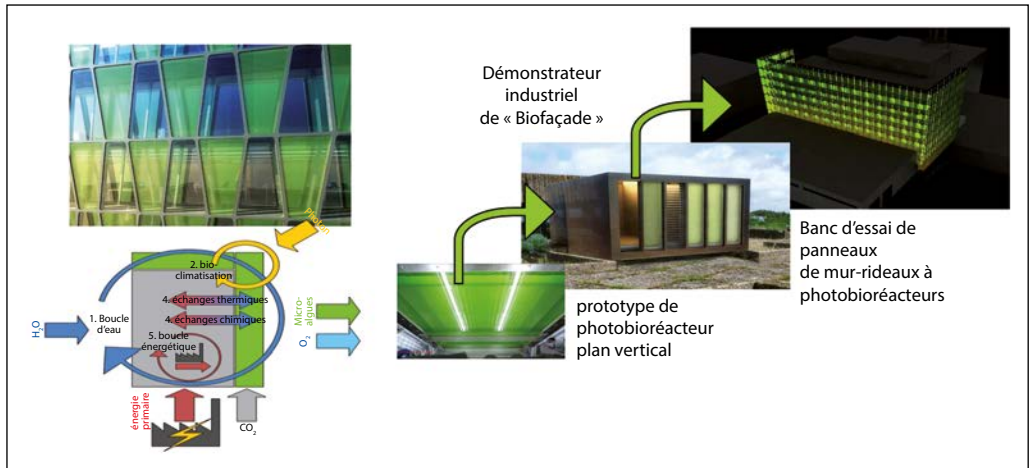 Photon
2. bio-
climatisation
4. échanges thermiques
4. échanges chimiques
1. Boucle
d'eau
5. boucle
énergétique
H₂O
Micro-
algues
O₂
énergie
primaire
CO₂
Démonstrateur
industriel
de « Biofaçade »
prototype de
photobioréacteur
plan vertical
Banc d'essai de
panneaux
de mur-rideaux à
photobioréacteurs